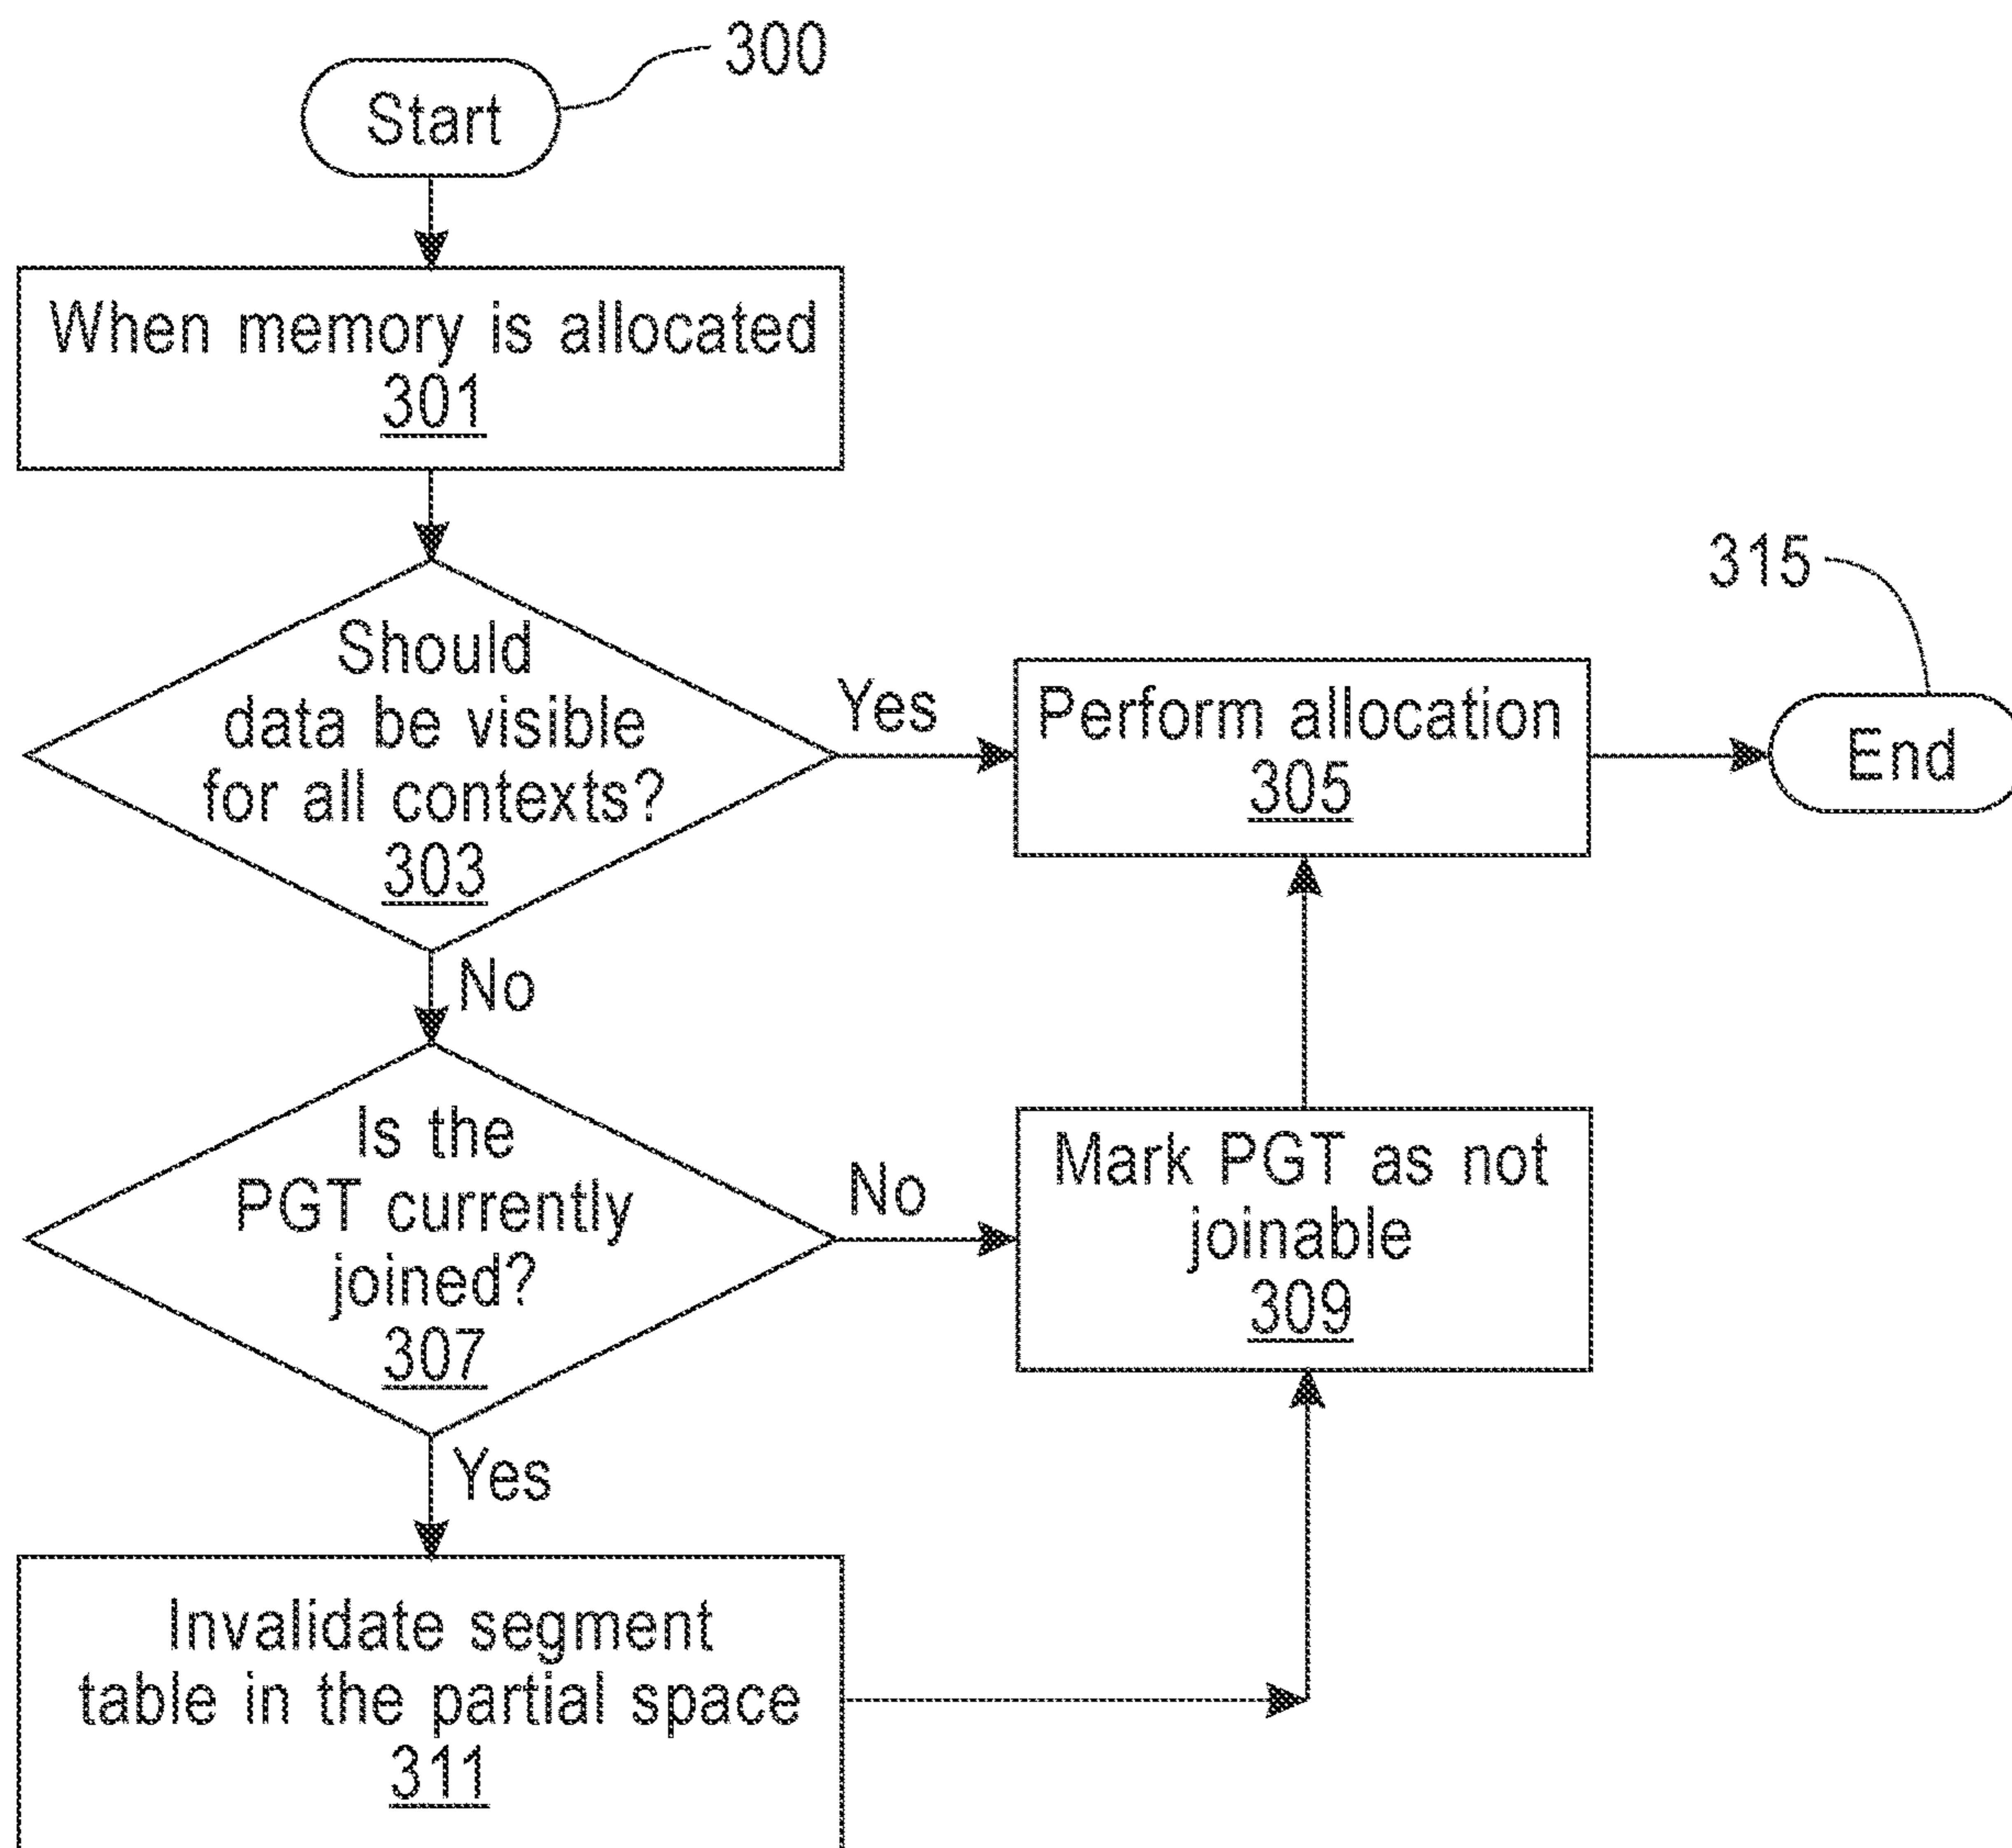 300
Start
When memory is allocated
301
Should
data be visible
for all contexts?
303
Yes
Perform allocation
305
315
End
No
Is the
PGT currently
joined?
307
No
Mark PGT as not
joinable
309
Yes
Invalidate segment
table in the partial space
311